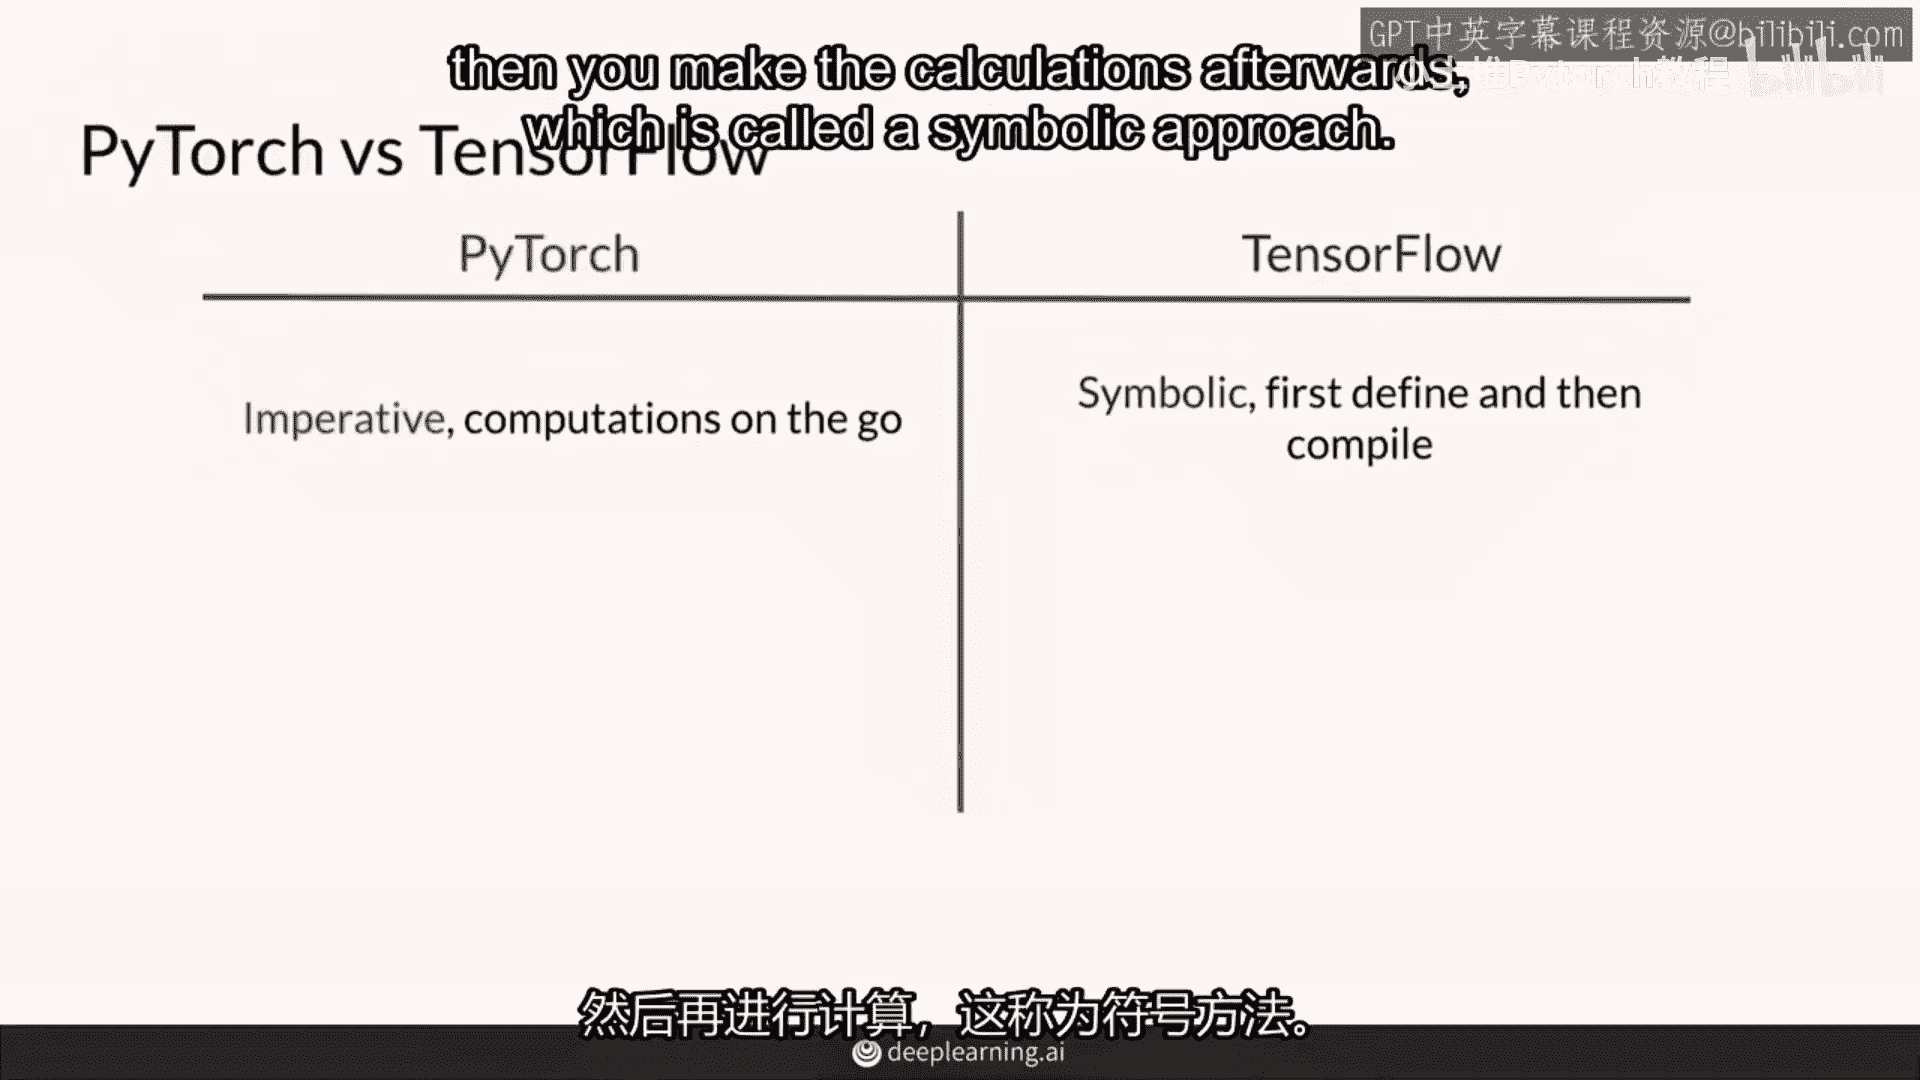 GPT中英字幕课程资源@bilibili.com
then you make the calculations afterwards,
which is called a symbolic approach.
PyTorch vs TensorFlow
PyTorch
TensorFlow
Imperative, computations on the go
Symbolic, first define and then
compile
然后再进行计算，这称为符号方法。
deeplearning.ai